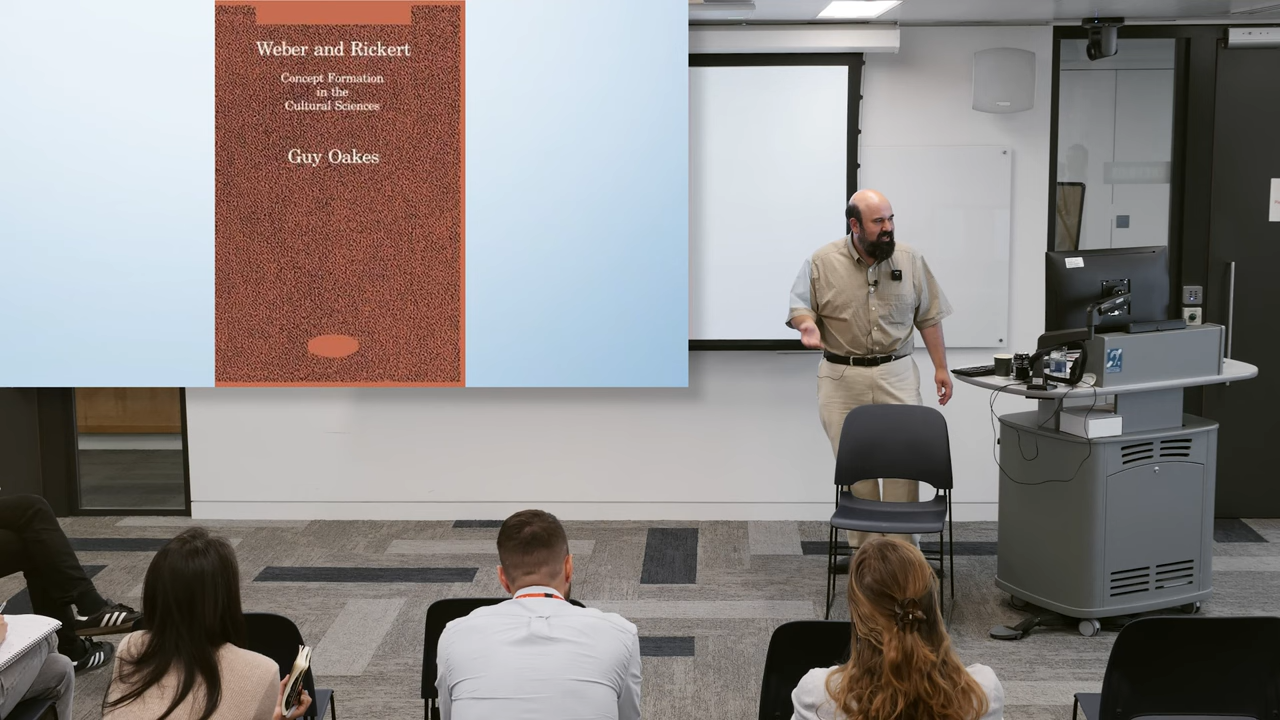 Weber and Rickert
Concept Formation
in the
Cultural Sciences
Guy Oakes